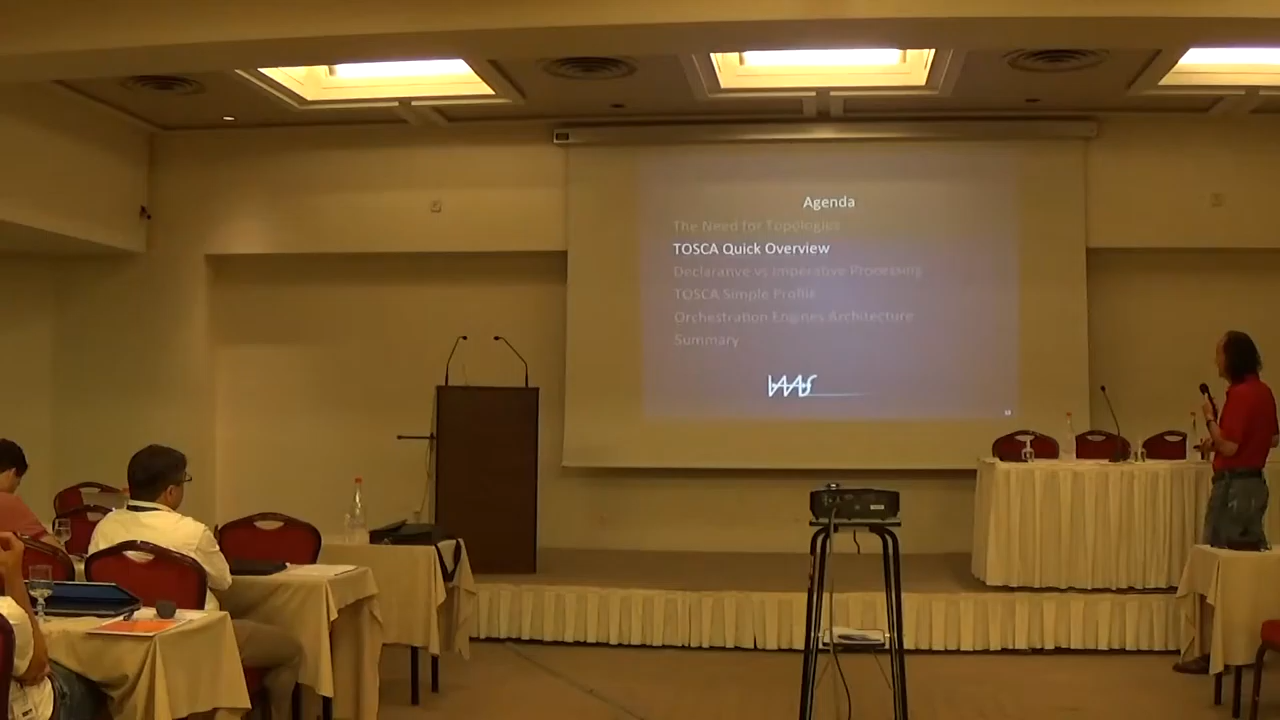 Agenda
The Need for Topologies
TOSCA Quick Overview
Declarative vs Imperative Processing
TOSCA Simple Profile
Orchestration Engines Architecture
Summary
IAAS